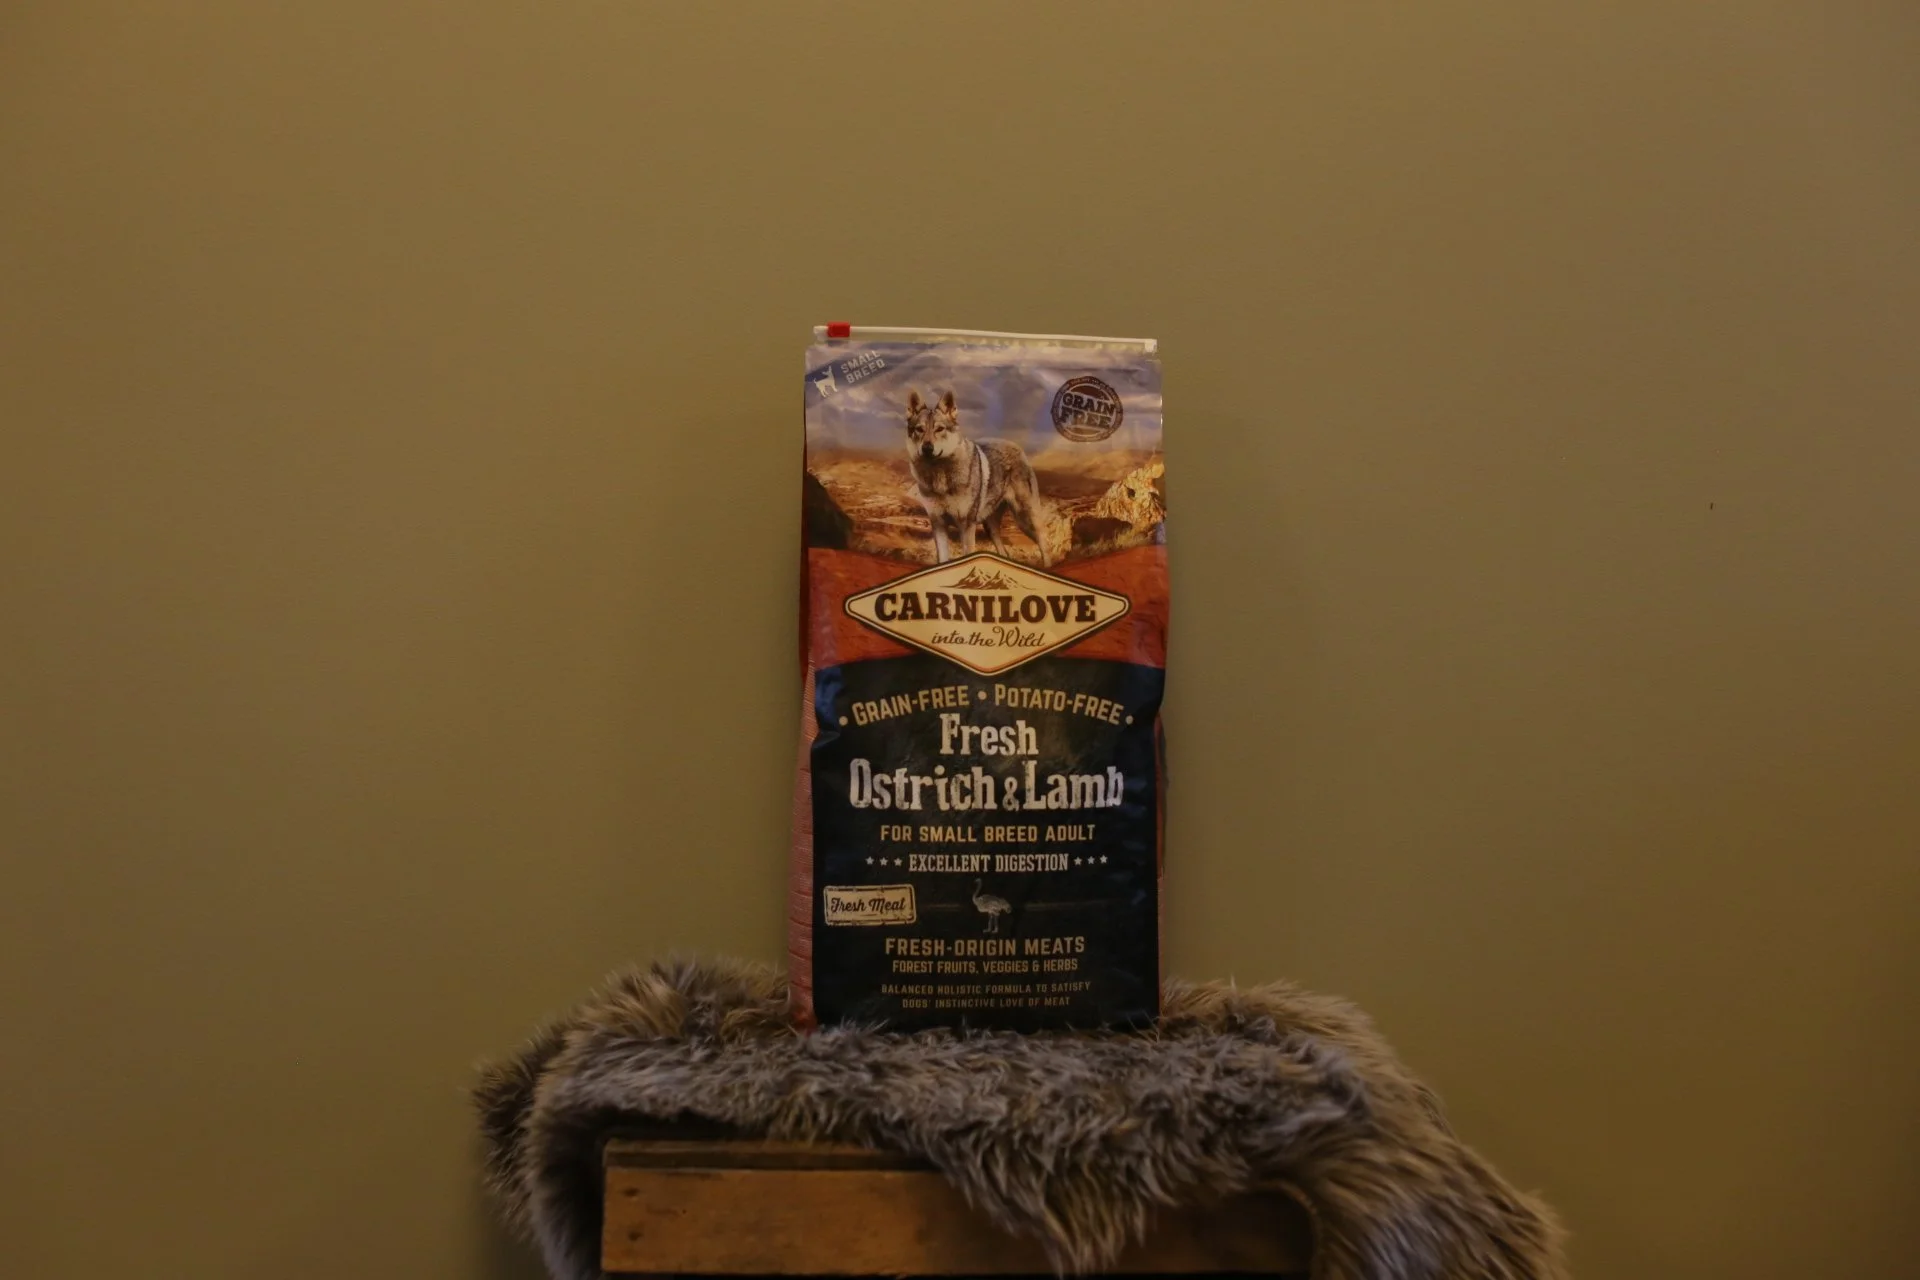 SMALL
BREED
GRAIN
FREE
CARNILOVE
into the Wild
• GRAIN-FREE • POTATO-FREE •
Fresh
Ostrich & Lamb
FOR SMALL BREED ADULT
*** EXCELLENT DIGESTION ***
Fresh Meat
FRESH-ORIGIN MEATS
FOREST FRUITS, VEGGIES & HERBS
BALANCED HOLISTIC FORMULA TO SATISFY
DOGS' INSTINCTIVE LOVE OF MEAT